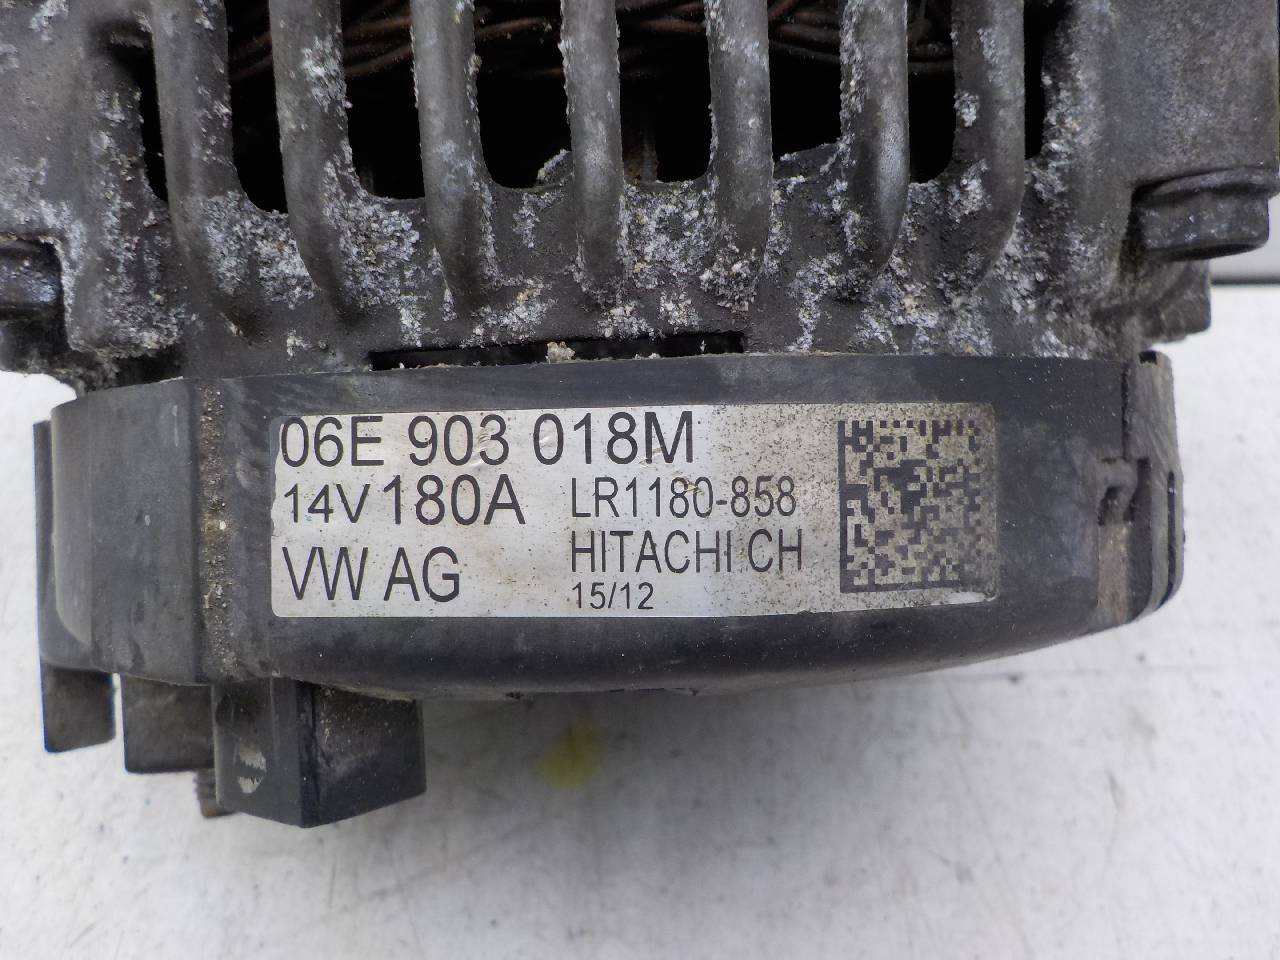 06E 903 018M
14V 180A LR1180-858
VW AG HITACHI CH
15/12